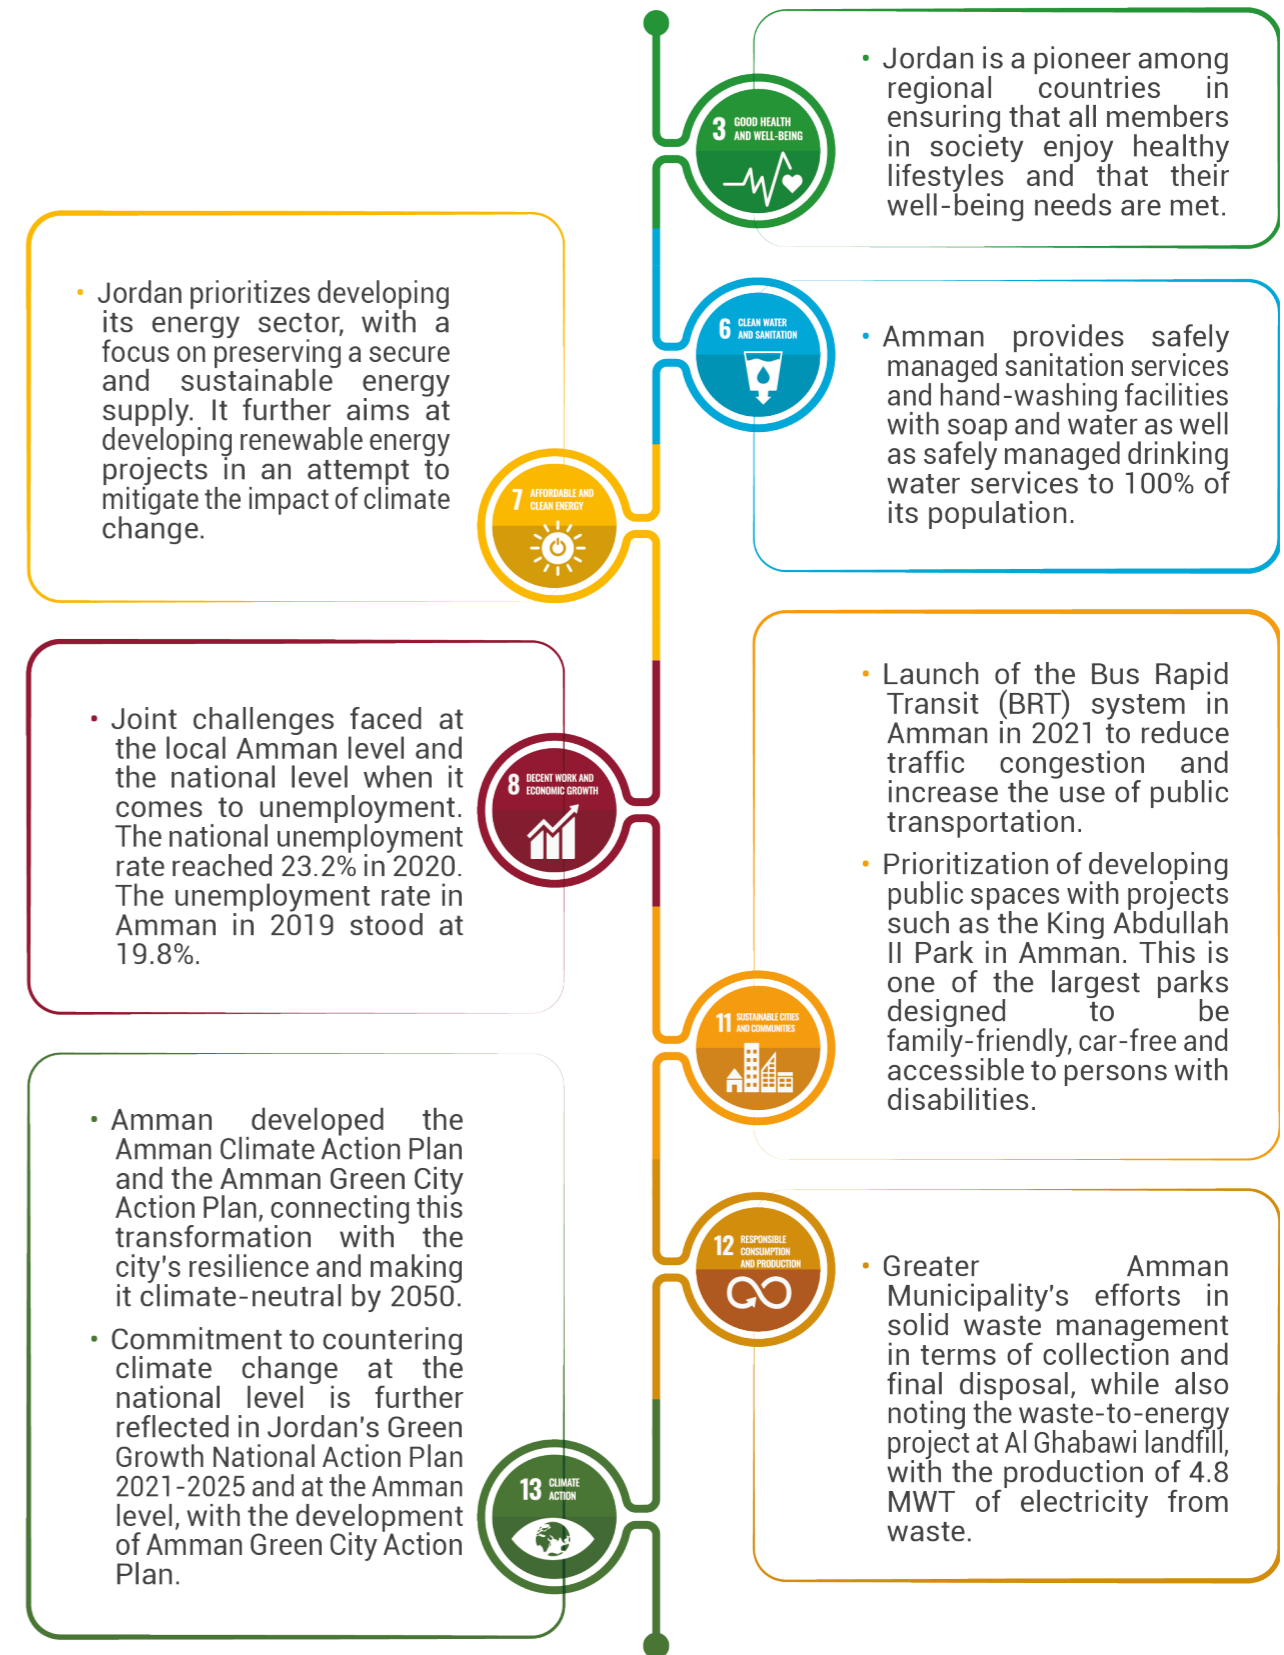 3 GOOD HEALTH
AND WELL-BEING
• Jordan is a pioneer among
regional countries in
ensuring that all members
in society enjoy healthy
lifestyles and that their
well-being needs are met.
6 CLEAN WATER
AND SANITATION
• Amman provides safely
managed sanitation services
and hand-washing facilities
with soap and water as well
as safely managed drinking
water services to 100% of
its population.
• Jordan prioritizes developing
its energy sector, with a
focus on preserving a secure
and sustainable energy
supply. It further aims at
developing renewable energy
projects in an attempt to
mitigate the impact of climate
change.
7 AFFORDABLE AND
CLEAN ENERGY
• Joint challenges faced at
the local Amman level and
the national level when it
comes to unemployment.
The national unemployment
rate reached 23.2% in 2020.
The unemployment rate in
Amman in 2019 stood at
19.8%.
8 DECENT WORK AND
ECONOMIC GROWTH
• Launch of the Bus Rapid
Transit (BRT) system in
Amman in 2021 to reduce
traffic congestion and
increase the use of public
transportation.
• Prioritization of developing
public spaces with projects
such as the King Abdullah
II Park in Amman. This is
one of the largest parks
designed to be
family-friendly, car-free and
accessible to persons with
disabilities.
11 SUSTAINABLE CITIES
AND COMMUNITIES
12 RESPONSIBLE
CONSUMPTION
AND PRODUCTION
• Greater Amman
Municipality's efforts in
solid waste management
in terms of collection and
final disposal, while also
noting the waste-to-energy
project at Al Ghabawi landfill,
with the production of 4.8
MWT of electricity from
waste.
• Amman developed the
Amman Climate Action Plan
and the Amman Green City
Action Plan, connecting this
transformation with the
city's resilience and making
it climate-neutral by 2050.
• Commitment to countering
climate change at the
national level is further
reflected in Jordan's Green
Growth National Action Plan
2021-2025 and at the Amman
level, with the development
of Amman Green City Action
Plan.
13 CLIMATE
ACTION